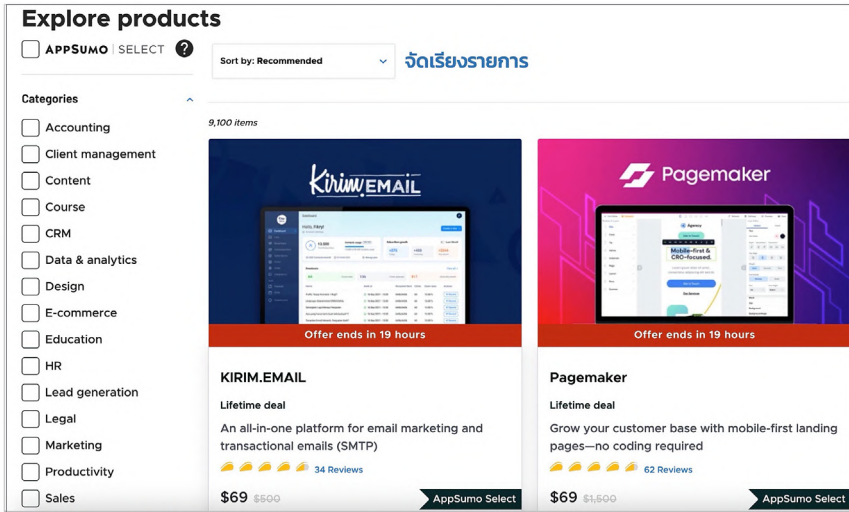 Explore products
APPSUMO | SELECT ?
Sort by: Recommended
จัดเรียงรายการ
Categories
9,100 items
Accounting
Client management
Content
Course
CRM
Data & analytics
Design
E-commerce
Education
HR
Lead generation
Legal
Marketing
Productivity
Sales
Kirim EMAIL
Offer ends in 19 hours
KIRIM.EMAIL
Lifetime deal
An all-in-one platform for email marketing and
transactional emails (SMTP)
34 Reviews
$69 $500
AppSumo Select
Pagemaker
Agency
Mobile-first &
CRO-focused.
Offer ends in 19 hours
Pagemaker
Lifetime deal
Grow your customer base with mobile-first landing
pages—no coding required
62 Reviews
$69 $1,500
AppSumo Select